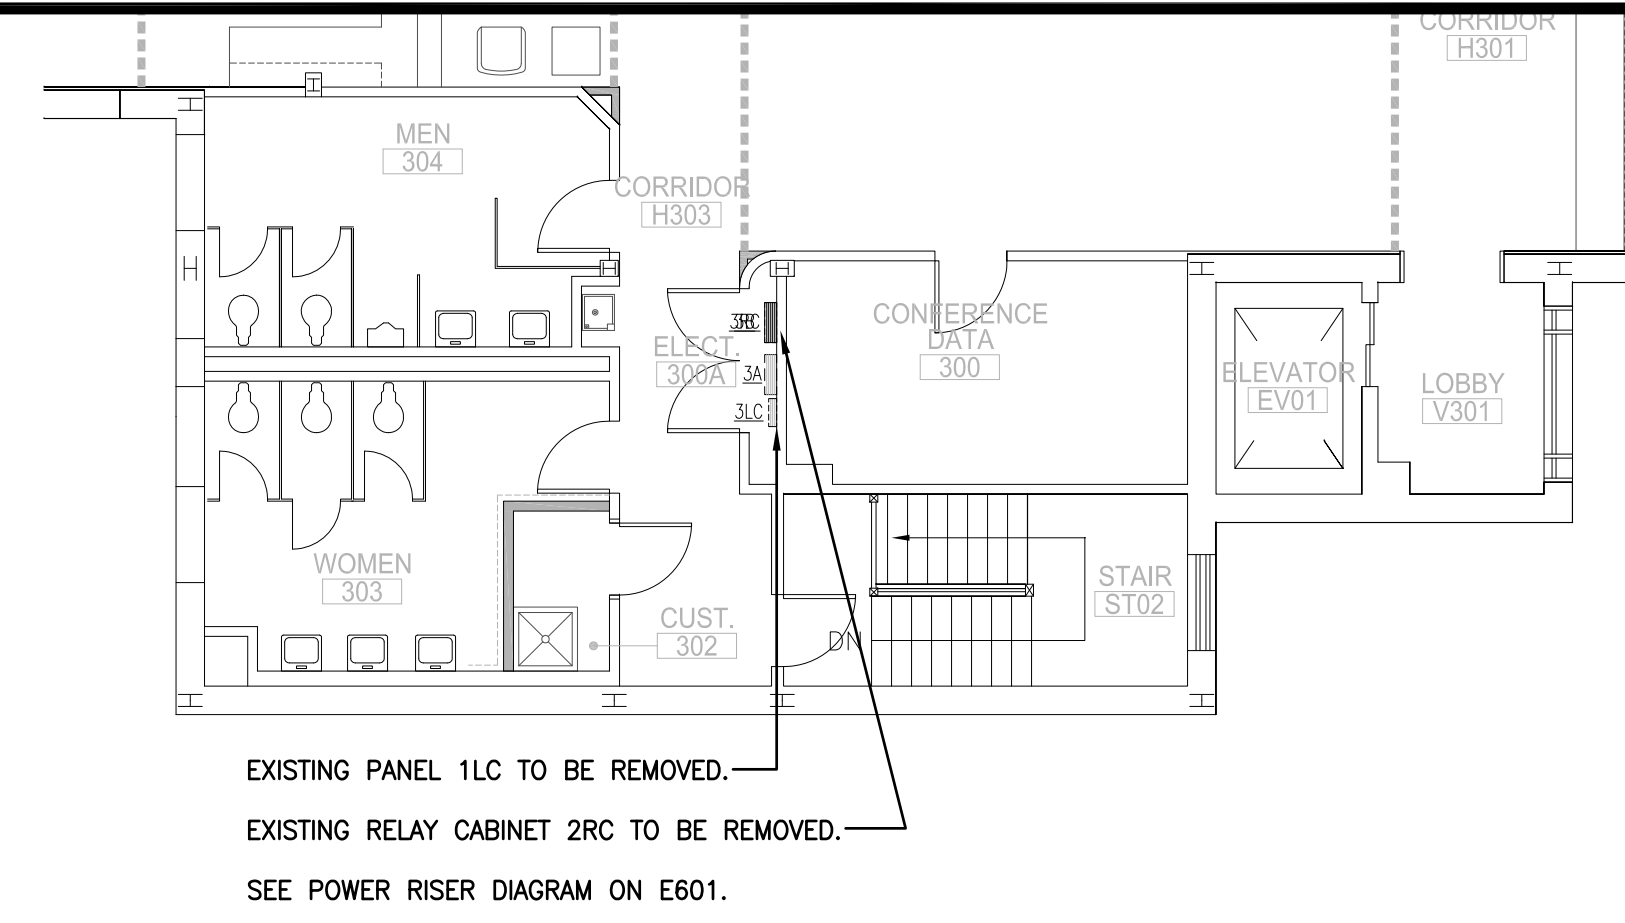 CORRIDOR
H301
MEN
304
CORRIDOR
H303
CONFERENCE
DATA
300
ELECT.
300A
3A
3LC
ELEVATOR
EV01
LOBBY
V301
WOMEN
303
CUST.
302
STAIR
ST02
DN
EXISTING PANEL 1LC TO BE REMOVED.
EXISTING RELAY CABINET 2RC TO BE REMOVED.
SEE POWER RISER DIAGRAM ON E601.